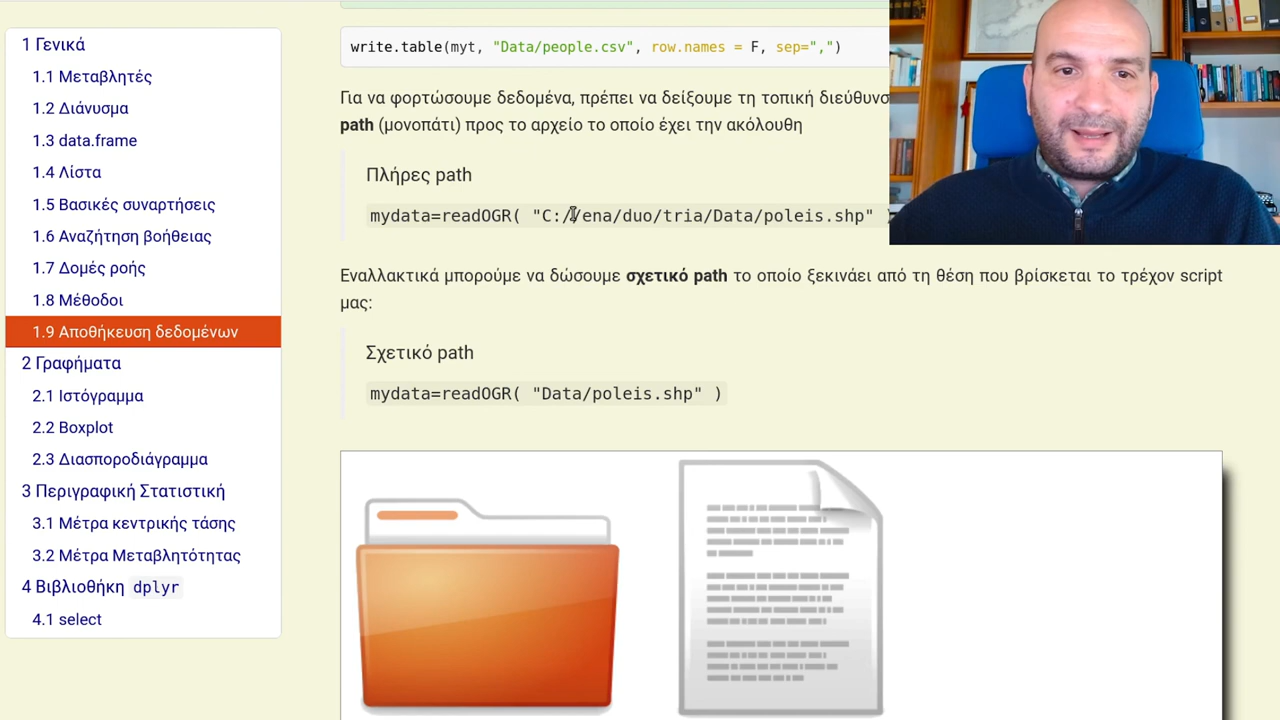 1 Γενικά
1.1 Μεταβλητές
1.2 Διάνυσμα
1.3 data.frame
1.4 Λίστα
1.5 Βασικές συναρτήσεις
1.6 Αναζήτηση βοήθειας
1.7 Δομές ροής
1.8 Μέθοδοι
1.9 Αποθήκευση δεδομένων
2 Γραφήματα
2.1 Ιστόγραμμα
2.2 Boxplot
2.3 Διασποροδιάγραμμα
3 Περιγραφική Στατιστική
3.1 Μέτρα κεντρικής τάσης
3.2 Μέτρα Μεταβλητότητας
4 Βιβλιοθήκη dplyr
4.1 select
write.table(myt, "Data/people.csv", row.names = F, sep=",")
Για να φορτώσουμε δεδομένα, πρέπει να δείξουμε τη τοπική
path (μονοπάτι) προς το αρχείο το οποίο έχει την ακόλουθη
Πλήρες path
mydata=readOGR( "C:/ena/duo/tria/Data/poleis.shp"
Εναλλακτικά μπορούμε να δώσουμε σχετικό path το οποίο ξεκινάει από τη θέση που βρίσκεται το τρέχον script
μας:
Σχετικό path
mydata=readOGR( "Data/poleis.shp" )